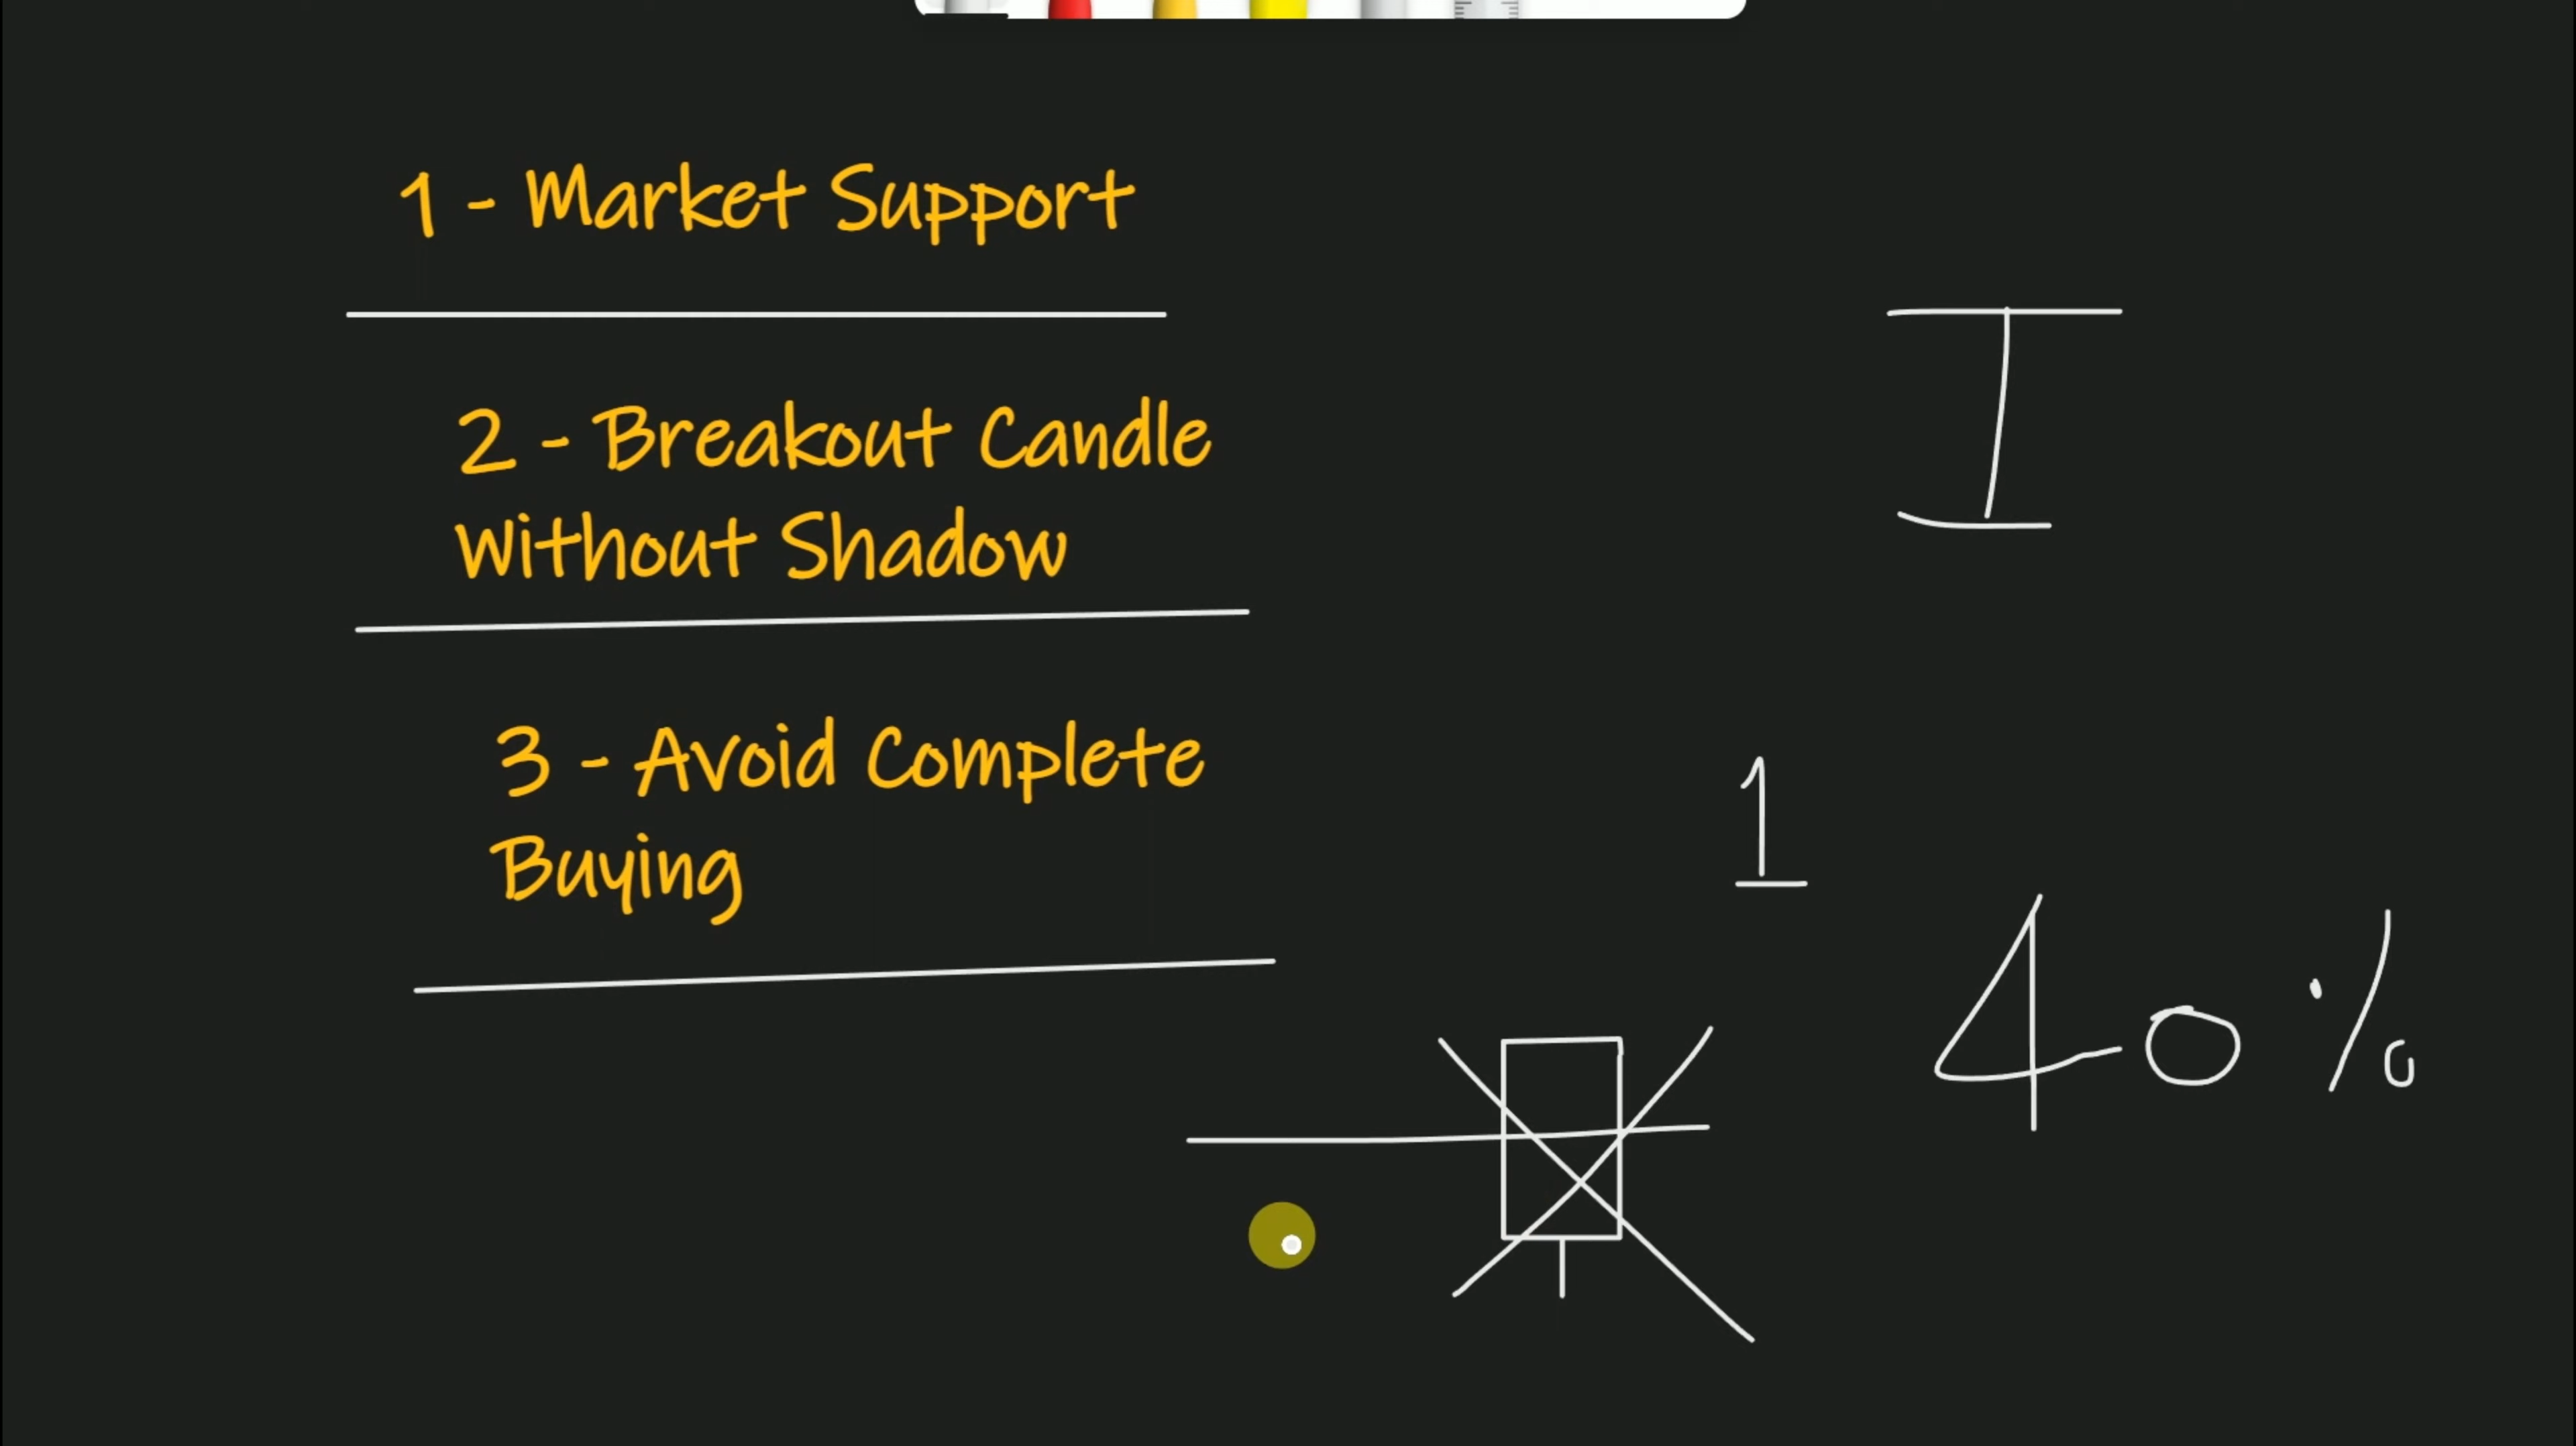 1 - Market Support
2 - Breakout Candle
Without Shadow
3 - Avoid Complete
Buying
I
1
40%